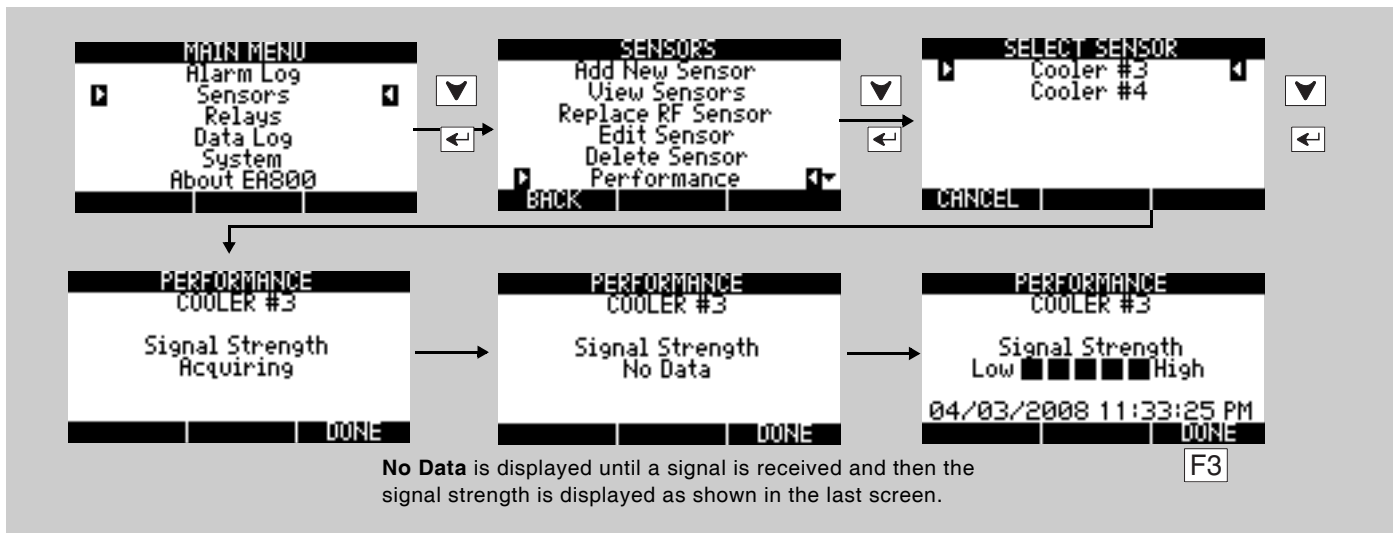 MAIN MENU
Alarm Log
Sensors
Relays
Data Log
System
About EA800
SENSORS
Add New Sensor
View Sensors
Replace RF Sensor
Edit Sensor
Delete Sensor
Performance
BACK
SELECT SENSOR
Cooler #3
Cooler #4
CANCEL
PERFORMANCE
COOLER #3
Signal Strength
Acquiring
DONE
PERFORMANCE
COOLER #3
Signal Strength
No Data
DONE
PERFORMANCE
COOLER #3
Signal Strength
Low High
04/03/2008 11:33:25 PM
DONE
F3
No Data is displayed until a signal is received and then the
signal strength is displayed as shown in the last screen.